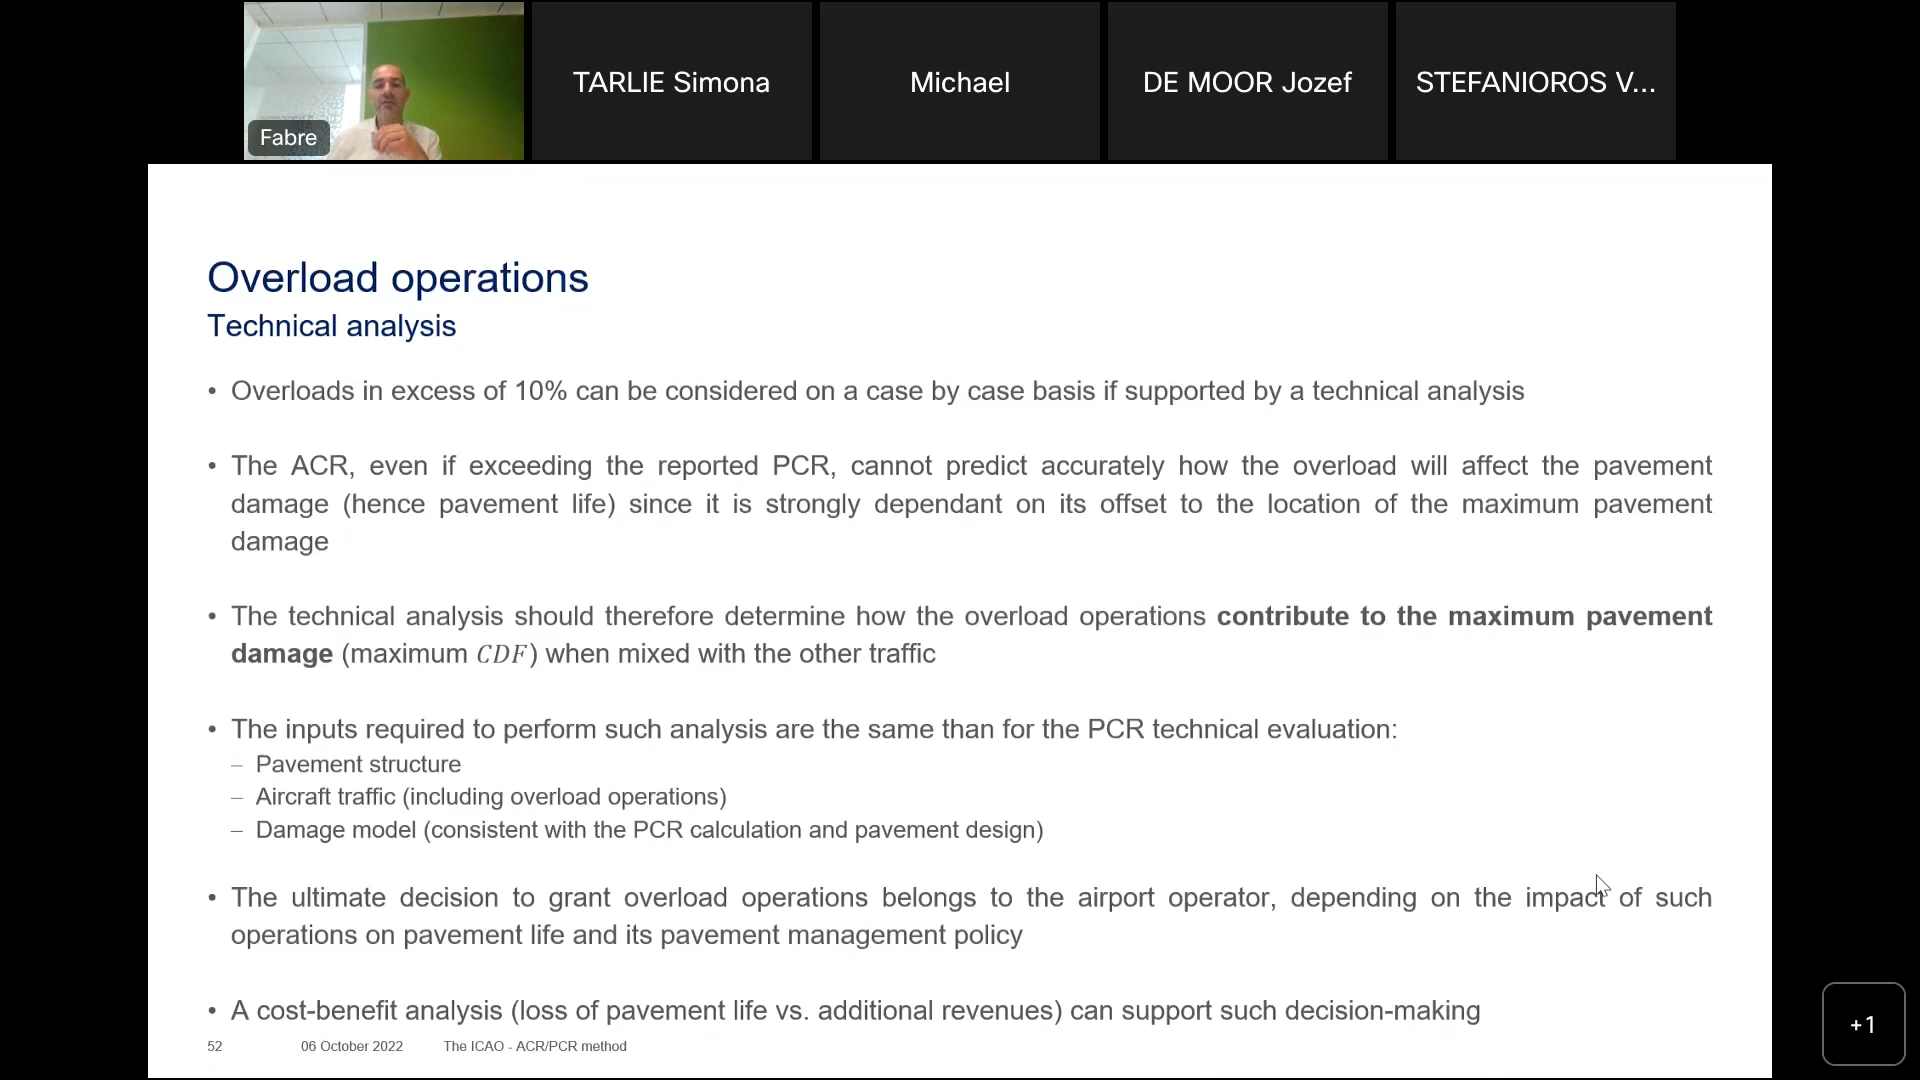 Fabre
TARLIE Simona
Michael
DE MOOR Jozef
STEFANIOROS V...
Overload operations
Technical analysis
• Overloads in excess of 10% can be considered on a case by case basis if supported by a technical analysis
• The ACR, even if exceeding the reported PCR, cannot predict accurately how the overload will affect the pavement
damage (hence pavement life) since it is strongly dependant on its offset to the location of the maximum pavement
damage
• The technical analysis should therefore determine how the overload operations contribute to the maximum pavement
damage (maximum CDF) when mixed with the other traffic
• The inputs required to perform such analysis are the same than for the PCR technical evaluation:
– Pavement structure
– Aircraft traffic (including overload operations)
– Damage model (consistent with the PCR calculation and pavement design)
• The ultimate decision to grant overload operations belongs to the airport operator, depending on the impact of such
operations on pavement life and its pavement management policy
• A cost-benefit analysis (loss of pavement life vs. additional revenues) can support such decision-making
52 06 October 2022 The ICAO - ACR/PCR method
+1